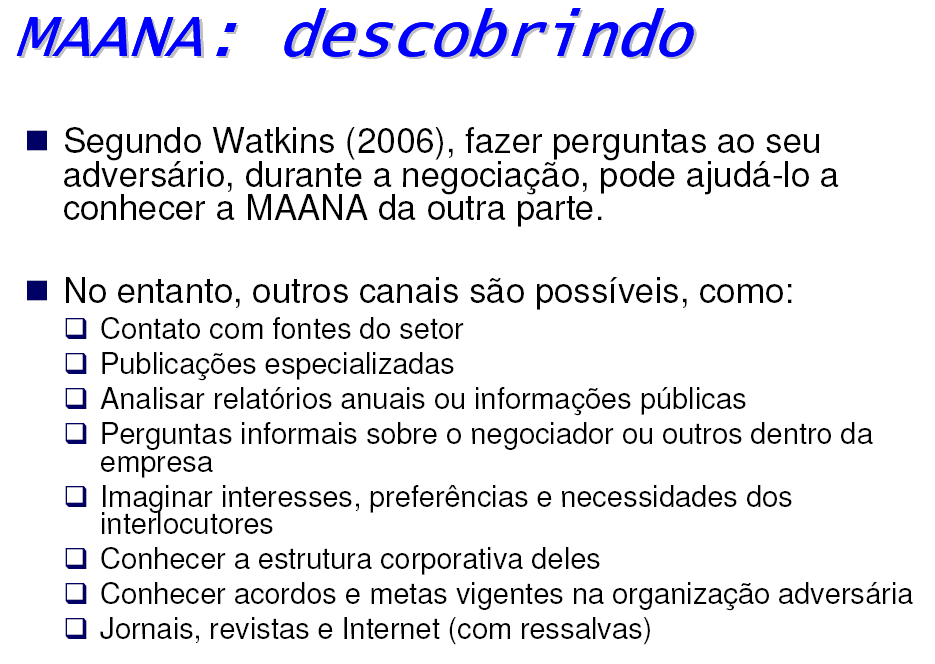 MAANA: descobrindo
Segundo Watkins (2006), fazer perguntas ao seu
adversário, durante a negociação, pode ajudá-lo a
conhecer a MAANA da outra parte.
No entanto, outros canais são possíveis, como:
Contato com fontes do setor
Publicações especializadas
Analisar relatórios anuais ou informações públicas
Perguntas informais sobre o negociador ou outros dentro da
empresa
Imaginar interesses, preferências e necessidades dos
interlocutores
Conhecer a estrutura corporativa deles
Conhecer acordos e metas vigentes na organização adversária
Jornais, revistas e Internet (com ressalvas)